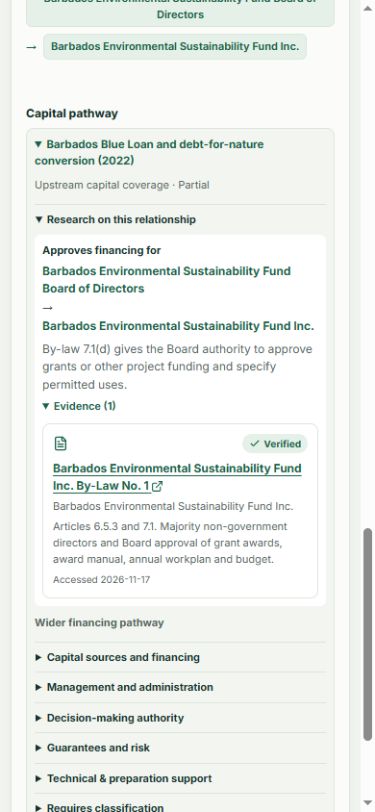 Directors
→ Barbados Environmental Sustainability Fund Inc.
Capital pathway
▼ Barbados Blue Loan and debt-for-nature
conversion (2022)
Upstream capital coverage · Partial
▼ Research on this relationship
Approves financing for
Barbados Environmental Sustainability Fund
Board of Directors
→
Barbados Environmental Sustainability Fund Inc.
By-law 7.1(d) gives the Board authority to approve
grants or other project funding and specify
permitted uses.
▼ Evidence (1)
✓ Verified
Barbados Environmental Sustainability Fund
Inc. By-Law No. 1
Barbados Environmental Sustainability Fund Inc.
Articles 6.5.3 and 7.1. Majority non-government
directors and Board approval of grant awards,
award manual, annual workplan and budget.
Accessed 2026-11-17
Wider financing pathway
▶ Capital sources and financing
▶ Management and administration
▶ Decision-making authority
▶ Guarantees and risk
▶ Technical & preparation support
▶ Requires classification